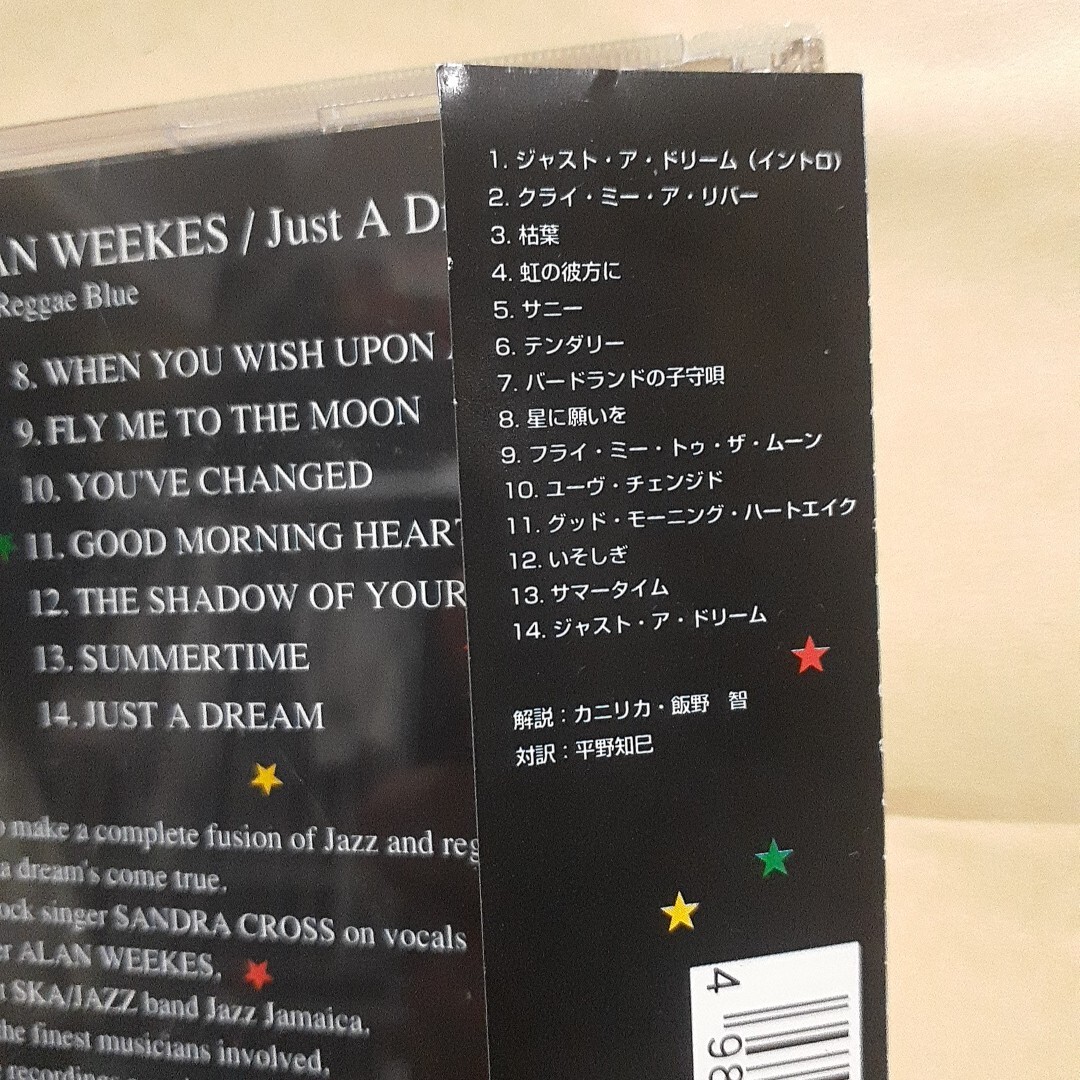 WEEKES / Just A
Reggae Blue
8. WHEN YOU WISH UPON
9. FLY ME TO THE MOON
10. YOU'VE CHANGED
11. GOOD MORNING
12. THE SHADOW OF YOUR
13. SUMMERTIME
14. JUST A DREAM
make a complete fusion of Jazz and
a dream's come true.
singer SANDRA CROSS on vocals
ALAN WEEKES,
SKA/JAZZ band Jazz Jamaica,
the finest musicians involved,
1. ジャスト・ア・ドリーム（イントロ）
2. クライ・ミー・ア・リバー
3. 枯葉
4. 虹の彼方に
5. サニー
6. テンダリー
7. バードランドの子守唄
8. 星に願いを
9. フライ・ミー・トゥ・ザ・ムーン
10. ユーヴ・チェンジド
11. グッド・モーニング・ハートエイク
12. いそしぎ
13. サマータイム
14. ジャスト・ア・ドリーム
解説：カニリカ・飯野　智
対訳：平野知巳
4 98